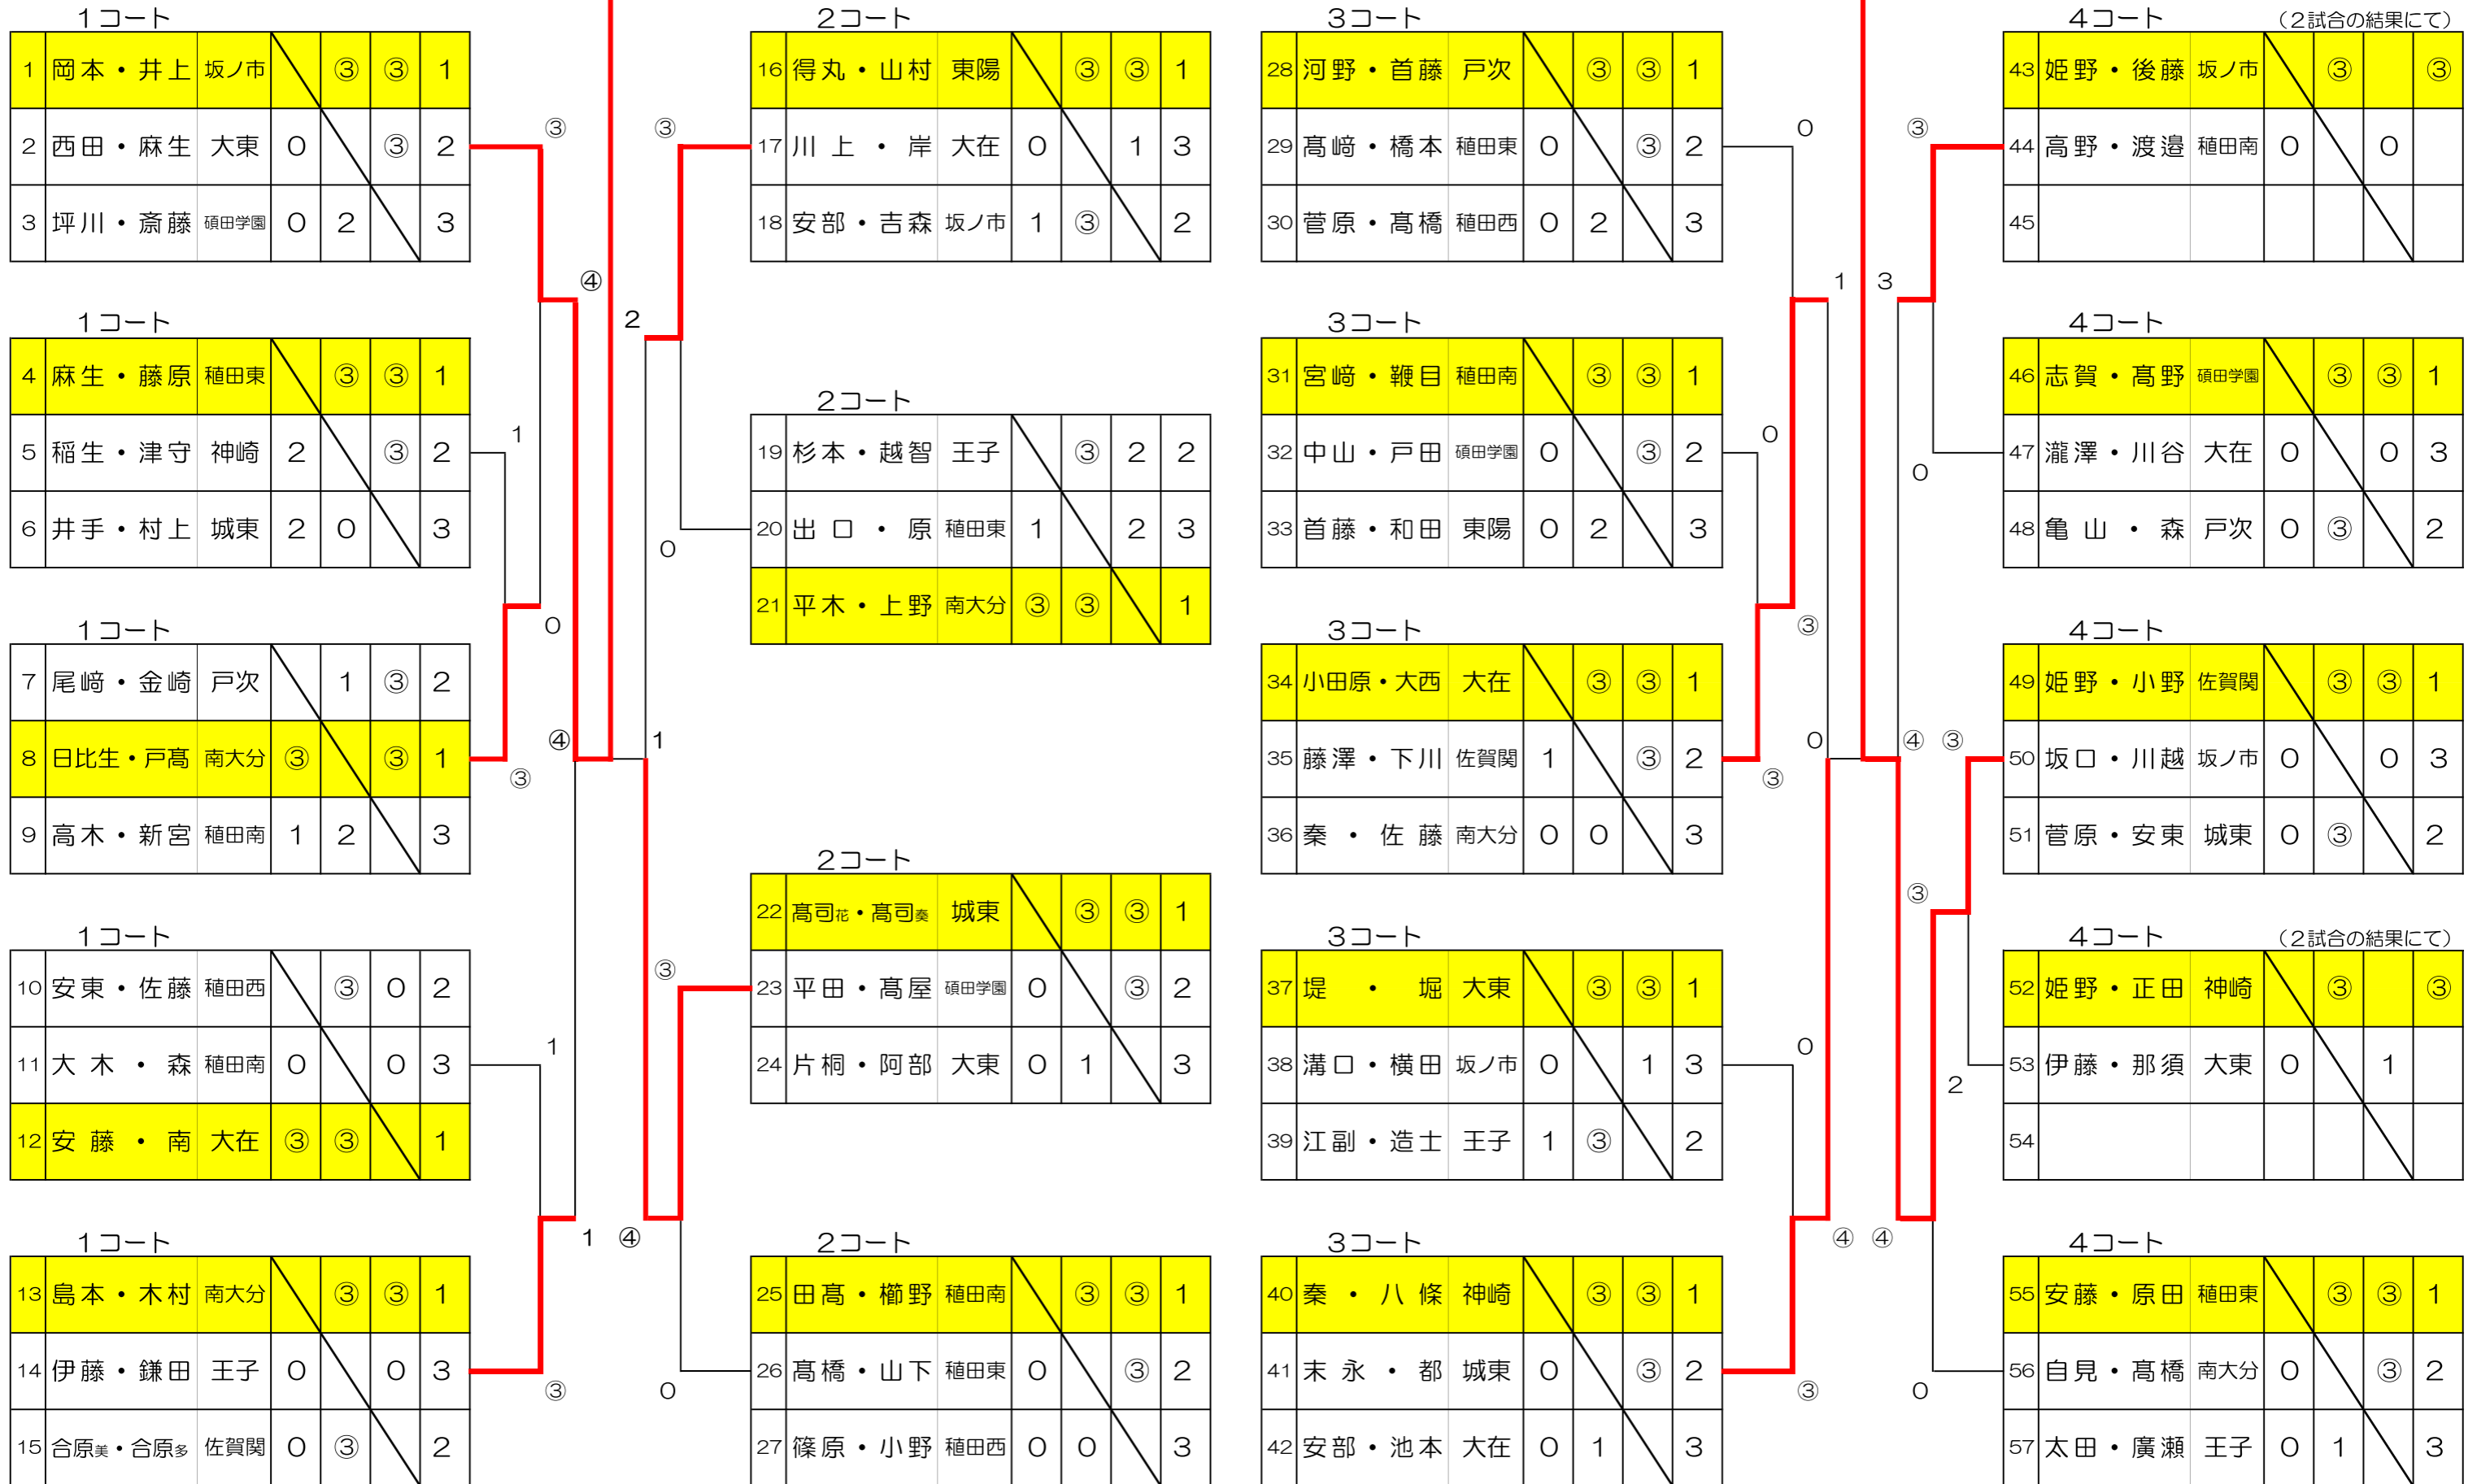 1コート
1 岡本・井上 坂ノ市 ③ ③ 1
2 西田・麻生 大東 0 ③ 2
3 坪川・斎藤 碩田学園 0 2 3
1コート
4 麻生・藤原 稙田東 ③ ③ 1
5 稲生・津守 神崎 2 ③ 2
6 井手・村上 城東 2 0 3
1コート
7 尾﨑・金崎 戸次 1 ③ 2
8 日比生・戸髙 南大分 ③ ③ 1
9 高木・新宮 稙田南 1 2 3
1コート
10 安東・佐藤 稙田西 ③ 0 2
11 大木・森 稙田南 0 0 3
12 安藤・南 大在 ③ ③ 1
1コート
13 島本・木村 南大分 ③ ③ 1
14 伊藤・鎌田 王子 0 0 3
15 合原美・合原多 佐賀関 0 ③ 2
③
④
1
0
③
④
1
1
③
③
2
0
1
③
④
0
2コート
16 得丸・山村 東陽 ③ ③ 1
17 川上・岸 大在 0 1 3
18 安部・吉森 坂ノ市 1 ③ 2
2コート
19 杉本・越智 王子 ③ 2 2
20 出口・原 稙田東 1 2 3
21 平木・上野 南大分 ③ ③ 1
2コート
22 髙司花・髙司奏 城東 ③ ③ 1
23 平田・髙屋 碩田学園 0 ③ 2
24 片桐・阿部 大東 0 1 3
2コート
25 田髙・櫛野 稙田南 ③ ③ 1
26 髙橋・山下 稙田東 0 ③ 2
27 篠原・小野 稙田西 0 0 3
3コート
28 河野・首藤 戸次 ③ ③ 1
29 髙﨑・橋本 稙田東 0 ③ 2
30 菅原・髙橋 稙田西 0 2 3
3コート
31 宮﨑・鞭目 稙田南 ③ ③ 1
32 中山・戸田 碩田学園 0 ③ 2
33 首藤・和田 東陽 0 2 3
3コート
34 小田原・大西 大在 ③ ③ 1
35 藤澤・下川 佐賀関 1 ③ 2
36 秦・佐藤 南大分 0 0 3
3コート
37 堤・堀 大東 ③ ③ 1
38 溝口・横田 坂ノ市 0 1 3
39 江副・造士 王子 1 ③ 2
3コート
40 秦・八條 神崎 ③ ③ 1
41 末永・都 城東 0 ③ 2
42 安部・池本 大在 0 1 3
0
1
0
③
③
0
0
④
③
③
3
0
④
③
③
2
④
0
4コート (2試合の結果にて)
43 姫野・後藤 坂ノ市 ③ ③
44 高野・渡邉 稙田南 0 0
45
4コート
46 志賀・髙野 碩田学園 ③ ③ 1
47 瀧澤・川谷 大在 0 0 3
48 亀山・森 戸次 0 ③ 2
4コート
49 姫野・小野 佐賀関 ③ ③ 1
50 坂口・川越 坂ノ市 0 0 3
51 菅原・安東 城東 0 ③ 2
4コート (2試合の結果にて)
52 姫野・正田 神崎 ③ ③
53 伊藤・那須 大東 0 1
54
4コート
55 安藤・原田 稙田東 ③ ③ 1
56 自見・髙橋 南大分 0 ③ 2
57 太田・廣瀬 王子 0 1 3